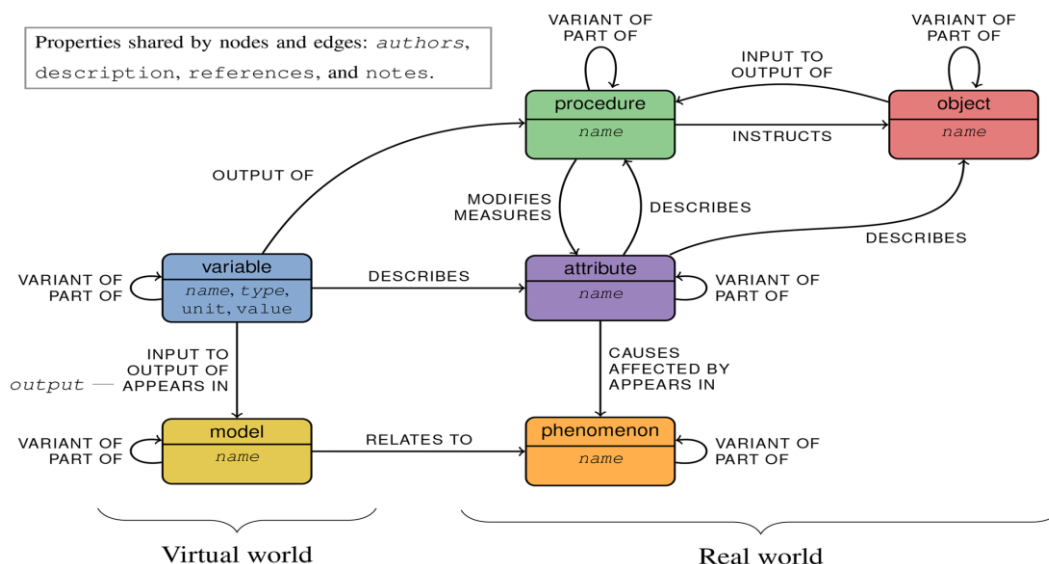 Properties shared by nodes and edges: authors,
description, references, and notes.
VARIANT OF
PART OF
VARIANT OF
PART OF
INPUT TO
OUTPUT OF
procedure
name
object
name
INSTRUCTS
OUTPUT OF
MODIFIES
MEASURES
DESCRIBES
DESCRIBES
VARIANT OF
PART OF
variable
name, type,
unit, value
DESCRIBES
attribute
name
VARIANT OF
PART OF
INPUT TO
OUTPUT OF
output — APPEARS IN
CAUSES
AFFECTED BY
APPEARS IN
VARIANT OF
PART OF
model
name
RELATES TO
phenomenon
name
VARIANT OF
PART OF
Virtual world
Real world